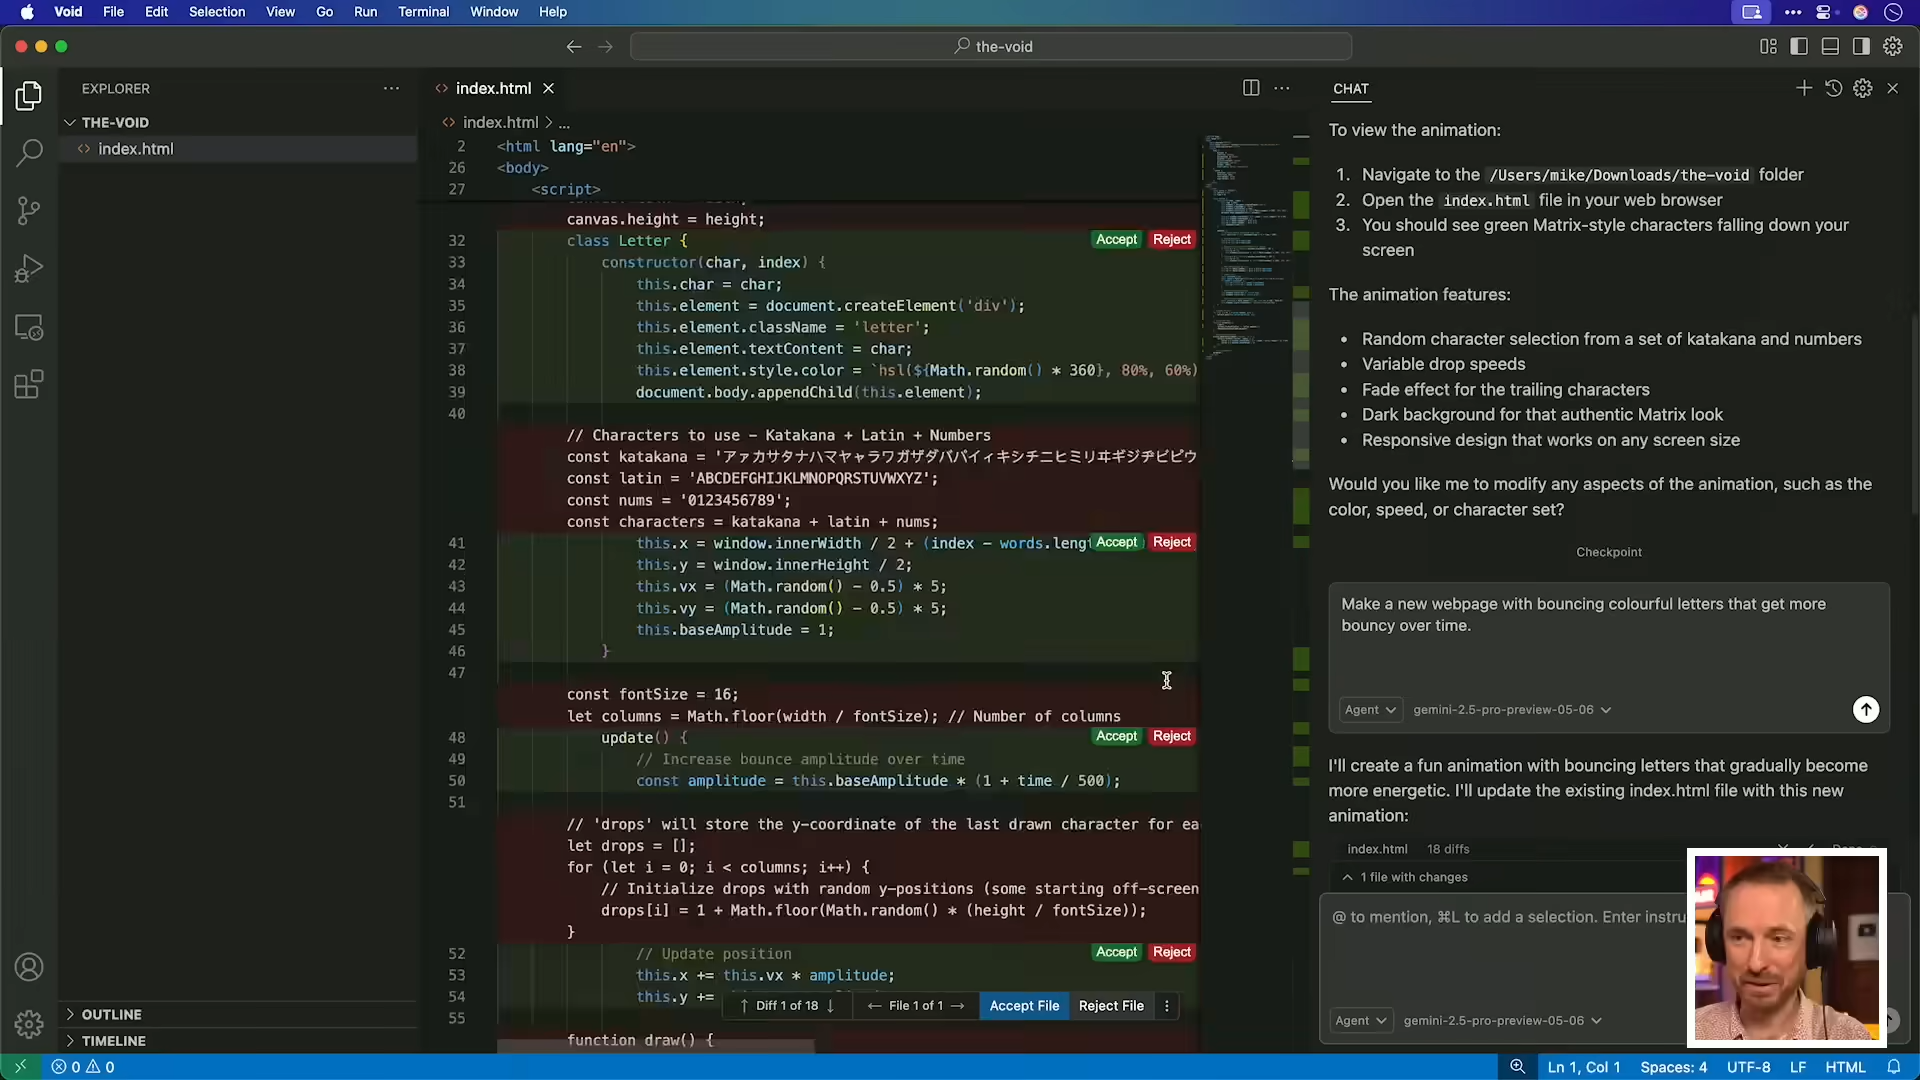 Void File Edit Selection View Go Run Terminal Window Help
the-void
EXPLORER
THE-VOID
index.html
OUTLINE
TIMELINE
index.html
index.html > ...
2 <html lang="en">
26 <body>
27 <script>
canvas.height = height;
32 class Letter {
Accept Reject
33 constructor(char, index) {
34 this.char = char;
35 this.element = document.createElement('div');
36 this.element.className = 'letter';
37 this.element.textContent = char;
38 this.element.style.color = `hsl(${Math.random() * 360}, 80%, 60%)
39 document.body.appendChild(this.element);
40
// Characters to use - Katakana + Latin + Numbers
const katakana =
const latin = 'ABCDEFGHIJKLMNOPQRSTUVWXYZ';
const nums = '0123456789';
const characters = katakana + latin + nums;
41 this.x = window.innerWidth / 2 + (index - words.lengt
Accept Reject
42 this.y = window.innerHeight / 2;
43 this.vx = (Math.random() - 0.5) * 5;
44 this.vy = (Math.random() - 0.5) * 5;
45 this.baseAmplitude = 1;
46 }
47
const fontSize = 16;
let columns = Math.floor(width / fontSize); // Number of columns
48 update() {
Accept Reject
49 // Increase bounce amplitude over time
50 const amplitude = this.baseAmplitude * (1 + time / 500);
51
// 'drops' will store the y-coordinate of the last drawn character for ea
let drops = [];
for (let i = 0; i < columns; i++) {
// Initialize drops with random y-positions (some starting off-screen
drops[i] = 1 + Math.floor(Math.random() * (height / fontSize));
}
52 // Update position
Accept Reject
53 this.x += this.vx * amplitude;
54 this.y +=
55
function draw() {
↑ Diff 1 of 18 ↓ ← File 1 of 1 → Accept File Reject File
CHAT
To view the animation:
1. Navigate to the /Users/mike/Downloads/the-void folder
2. Open the index.html file in your web browser
3. You should see green Matrix-style characters falling down your
screen
The animation features:
• Random character selection from a set of katakana and numbers
• Variable drop speeds
• Fade effect for the trailing characters
• Dark background for that authentic Matrix look
• Responsive design that works on any screen size
Would you like me to modify any aspects of the animation, such as the
color, speed, or character set?
Checkpoint
Make a new webpage with bouncing colourful letters that get more
bouncy over time.
Agent gemini-2.5-pro-preview-05-06
I'll create a fun animation with bouncing letters that gradually become
more energetic. I'll update the existing index.html file with this new
animation:
index.html 18 diffs
1 file with changes
@ to mention, ⌘L to add a selection. Enter instru
Agent gemini-2.5-pro-preview-05-06
0 0
Ln 1, Col 1 Spaces: 4 UTF-8 LF HTML